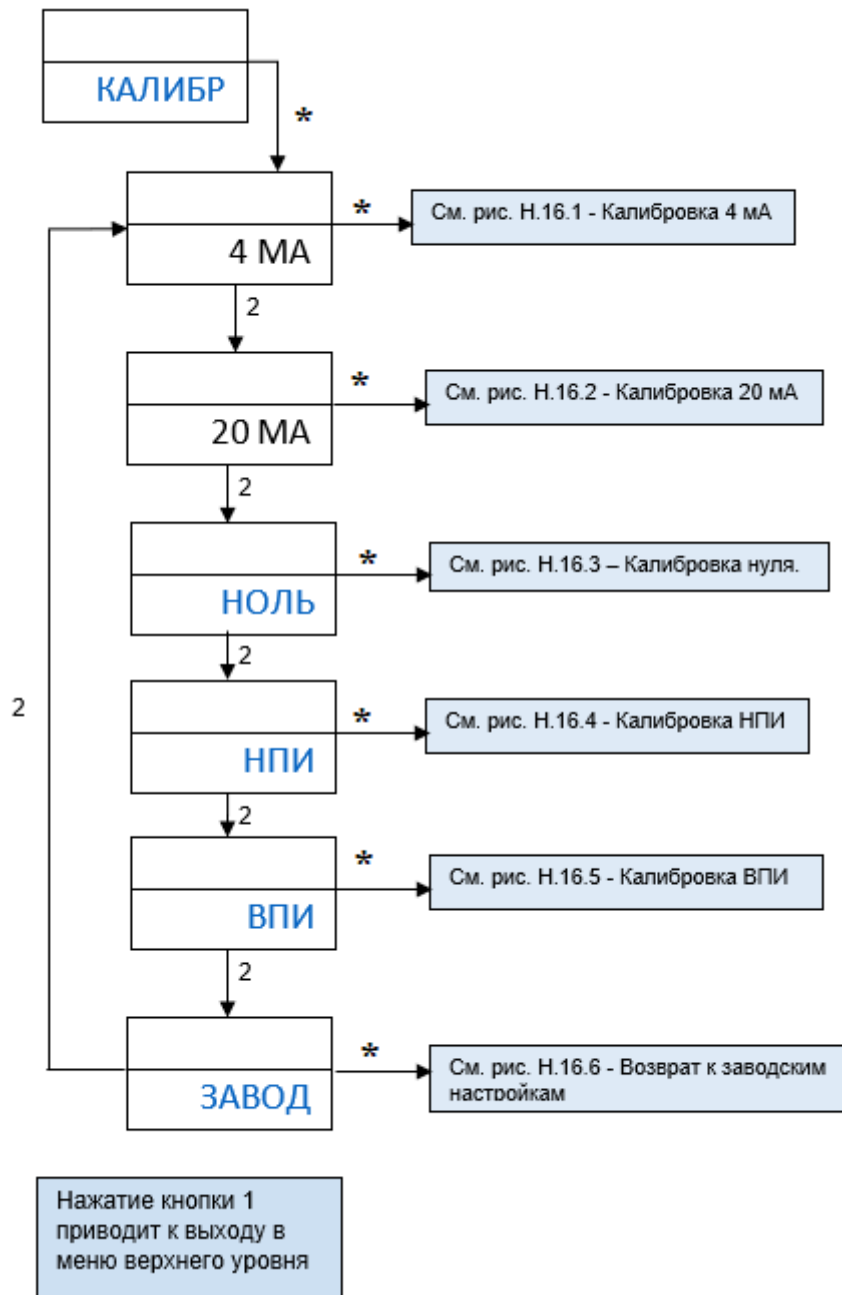 КАЛИБР
*
*
См. рис. Н.16.1 - Калибровка 4 мА
4 МА
2
*
См. рис. Н.16.2 - Калибровка 20 мА
20 МА
2
*
См. рис. Н.16.3 – Калибровка нуля.
НОЛЬ
2
2
*
См. рис. Н.16.4 - Калибровка НПИ
НПИ
2
*
См. рис. Н.16.5 - Калибровка ВПИ
ВПИ
2
*
См. рис. Н.16.6 - Возврат к заводским
настройкам
ЗАВОД
Нажатие кнопки 1
приводит к выходу в
меню верхнего уровня